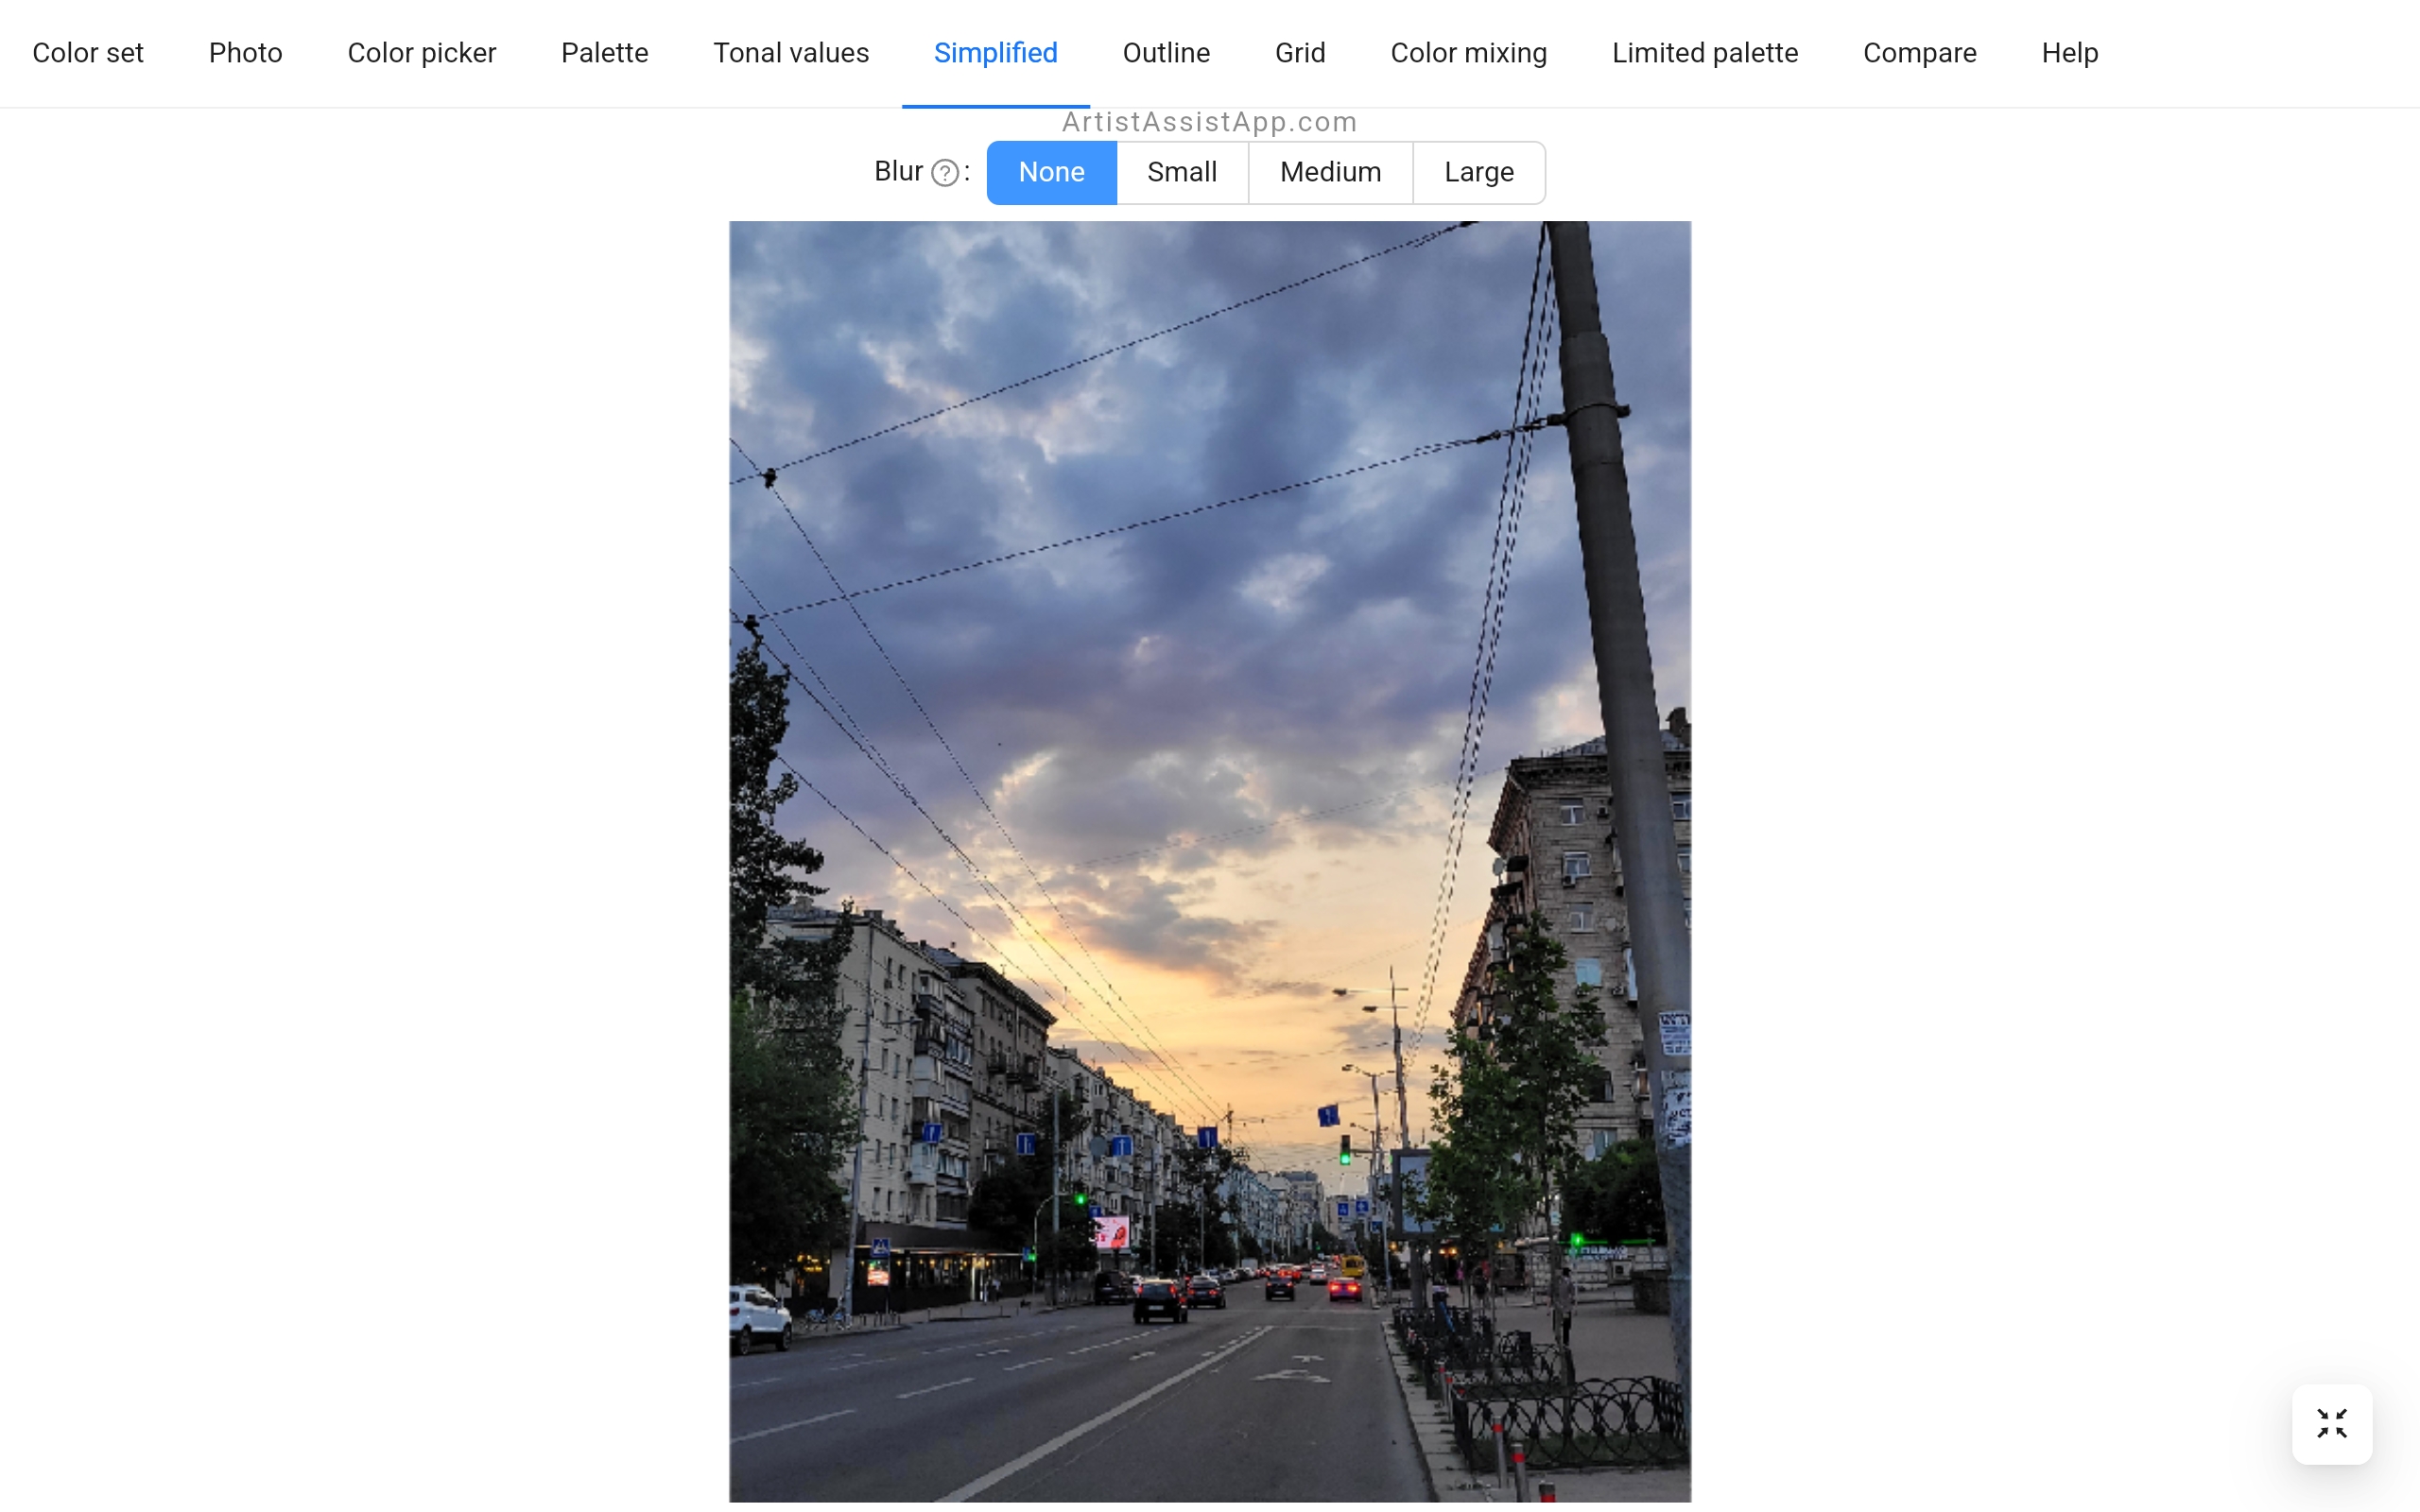 Color set Photo Color picker Palette Tonal values Simplified Outline Grid Color mixing Limited palette Compare Help
ArtistAssistApp.com
Blur ? : None Small Medium Large